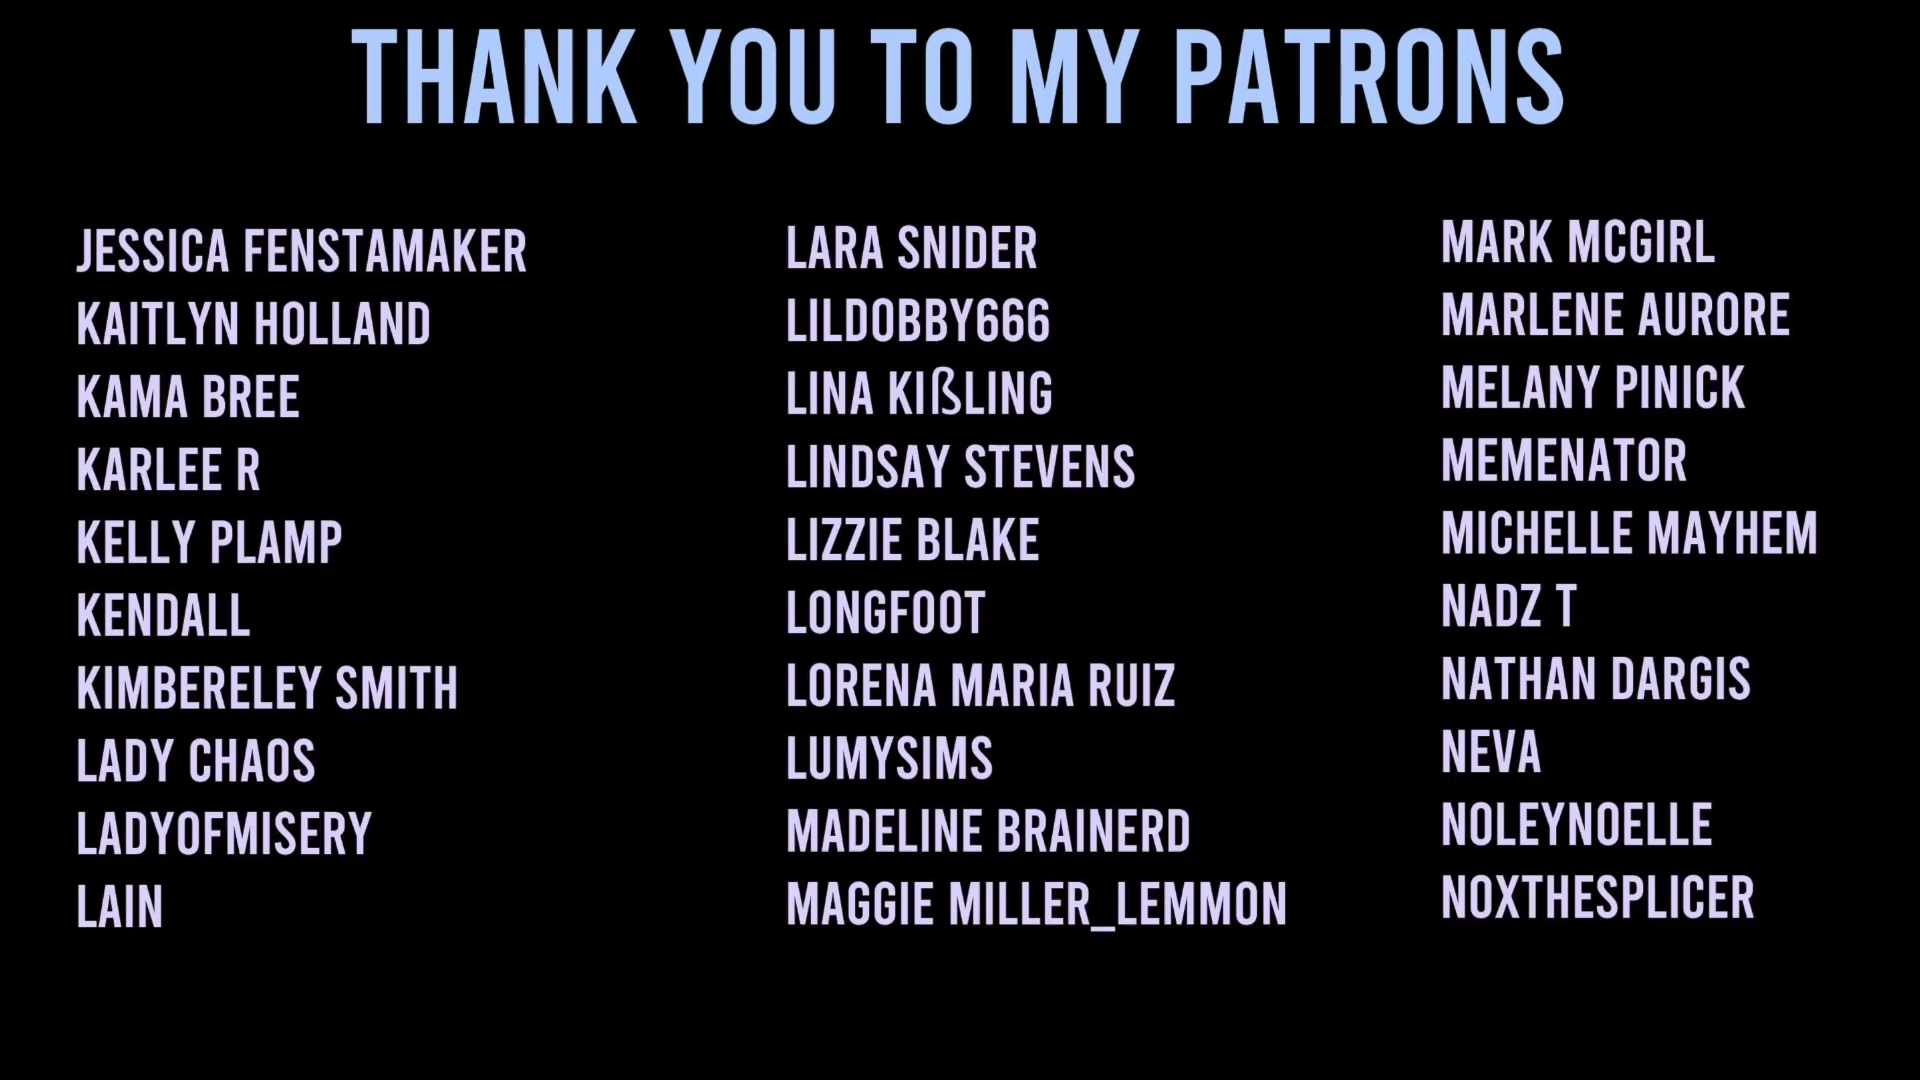 THANK YOU TO MY PATRONS
JESSICA FENSTAMAKER
KAITLYN HOLLAND
KAMA BREE
KARLEE R
KELLY PLAMP
KENDALL
KIMBERELEY SMITH
LADY CHAOS
LADYOFMISERY
LAIN
LARA SNIDER
LILDOBBY666
LINA KIßLING
LINDSAY STEVENS
LIZZIE BLAKE
LONGFOOT
LORENA MARIA RUIZ
LUMYSIMS
MADELINE BRAINERD
MAGGIE MILLER_LEMMON
MARK MCGIRL
MARLENE AURORE
MELANY PINICK
MEMENATOR
MICHELLE MAYHEM
NADZ T
NATHAN DARGIS
NEVA
NOLEYNOELLE
NOXTHESPLICER